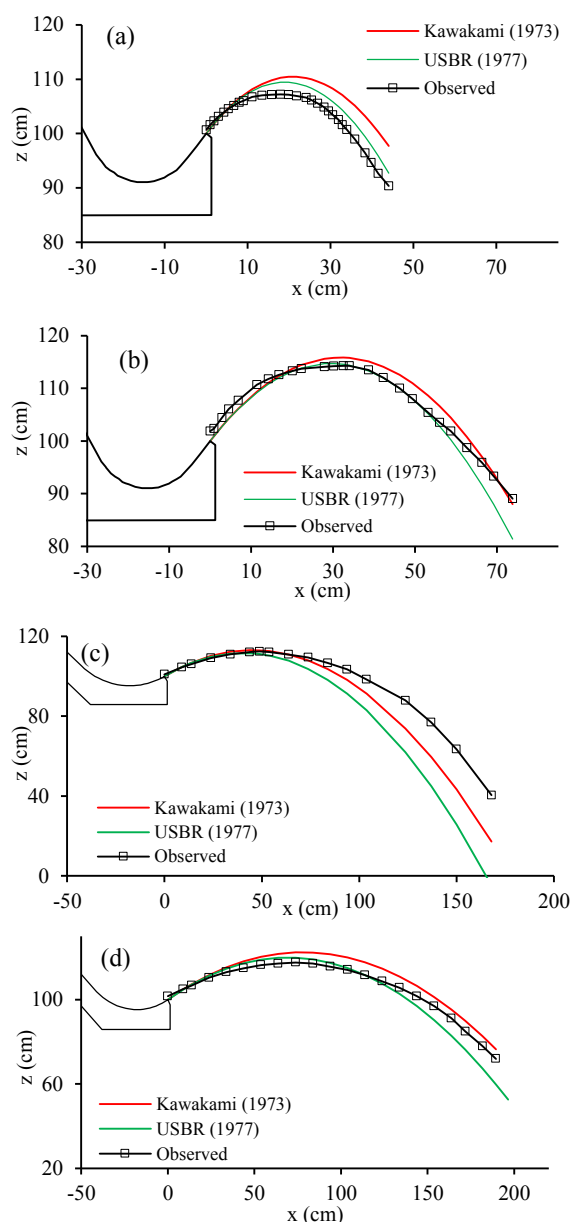 (a)
Kawakami (1973)
USBR (1977)
Observed
z (cm)
120
110
100
90
80
-30 -10 10 30 50 70
x (cm)
(b)
Kawakami (1973)
USBR (1977)
Observed
z (cm)
120
110
100
90
80
-30 -10 10 30 50 70
x (cm)
(c)
Kawakami (1973)
USBR (1977)
Observed
z (cm)
120
80
40
0
-50 0 50 100 150 200
x (cm)
(d)
Kawakami (1973)
USBR (1977)
Observed
z (cm)
100
60
20
-50 0 50 100 150 200
x (cm)